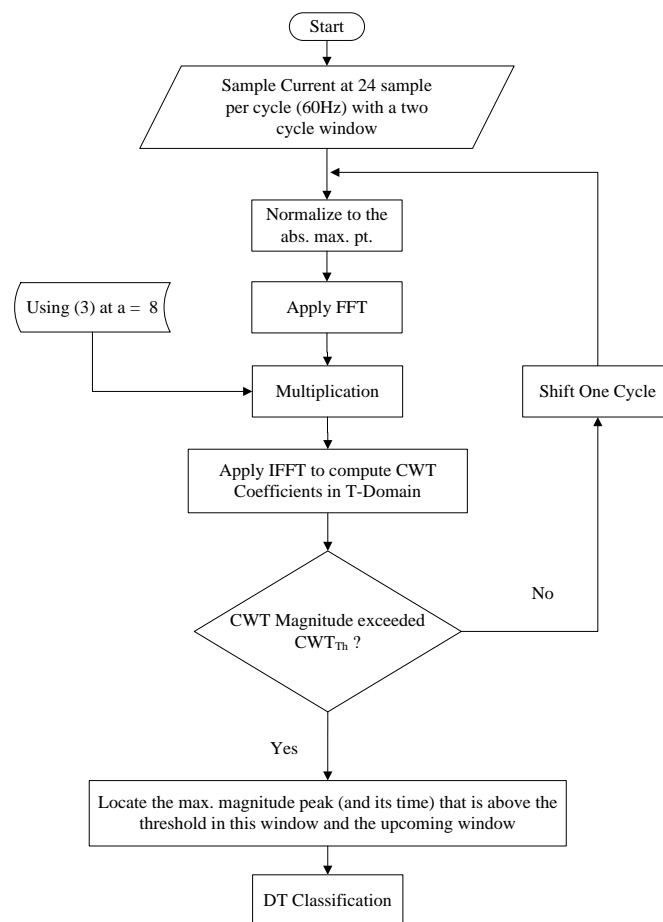 Start
Sample Current at 24 sample
per cycle (60Hz) with a two
cycle window
Normalize to the
abs. max. pt.
Using (3) at a = 8
Apply FFT
Multiplication
Shift One Cycle
Apply IFFT to compute CWT
Coefficients in T-Domain
No
CWT Magnitude exceeded
CWTTh ?
Yes
Locate the max. magnitude peak (and its time) that is above the
threshold in this window and the upcoming window
DT Classification